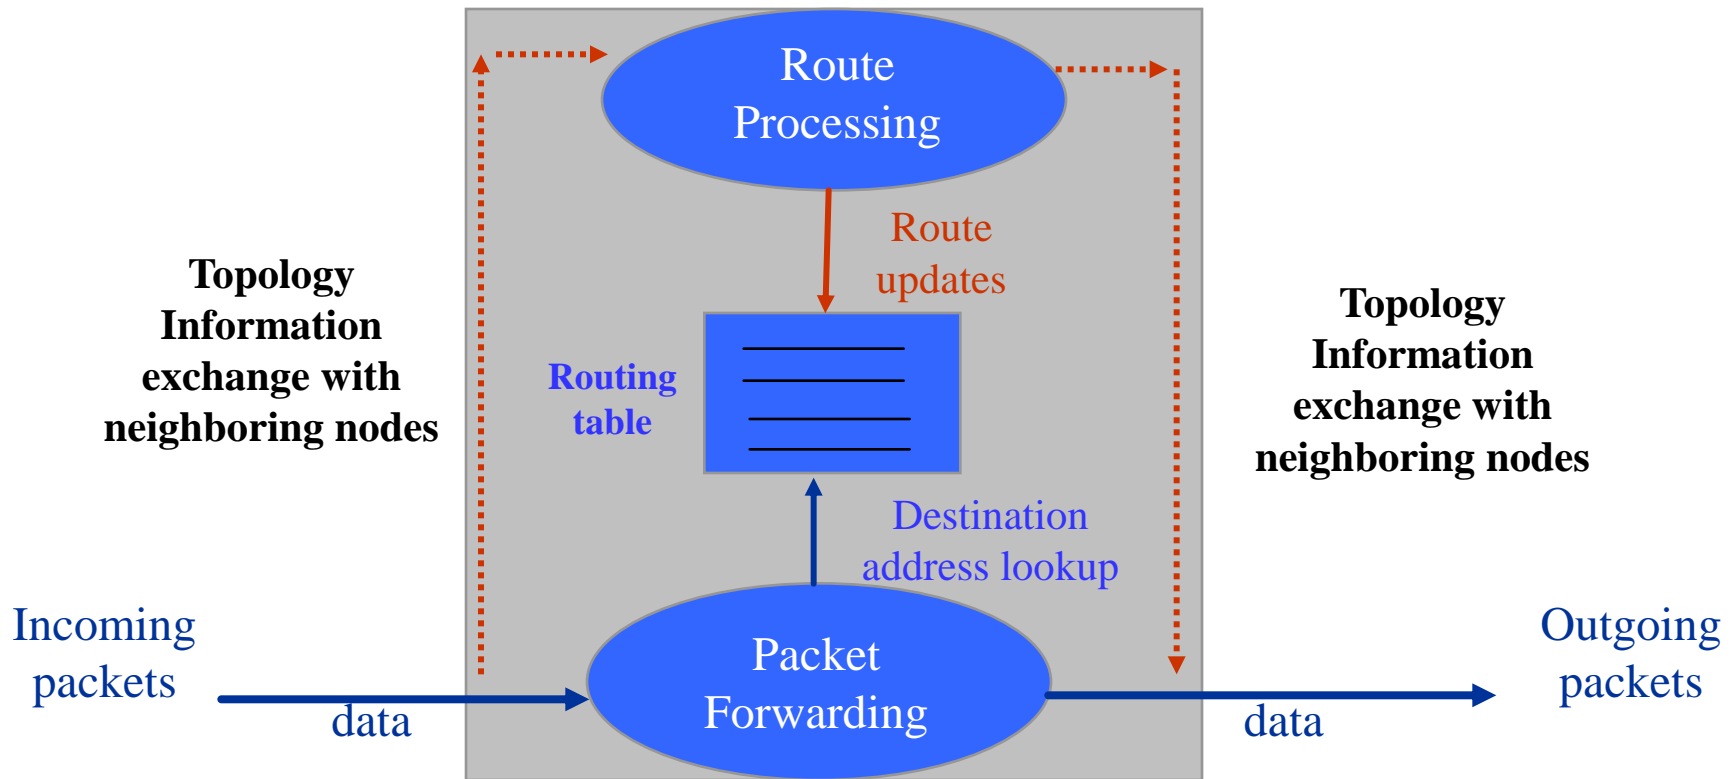 Route
Processing
Route
updates
Topology
Information
exchange with
neighboring nodes
Topology
Information
exchange with
neighboring nodes
Routing
table
Destination
address lookup
Incoming
packets
data
Packet
Forwarding
data
Outgoing
packets